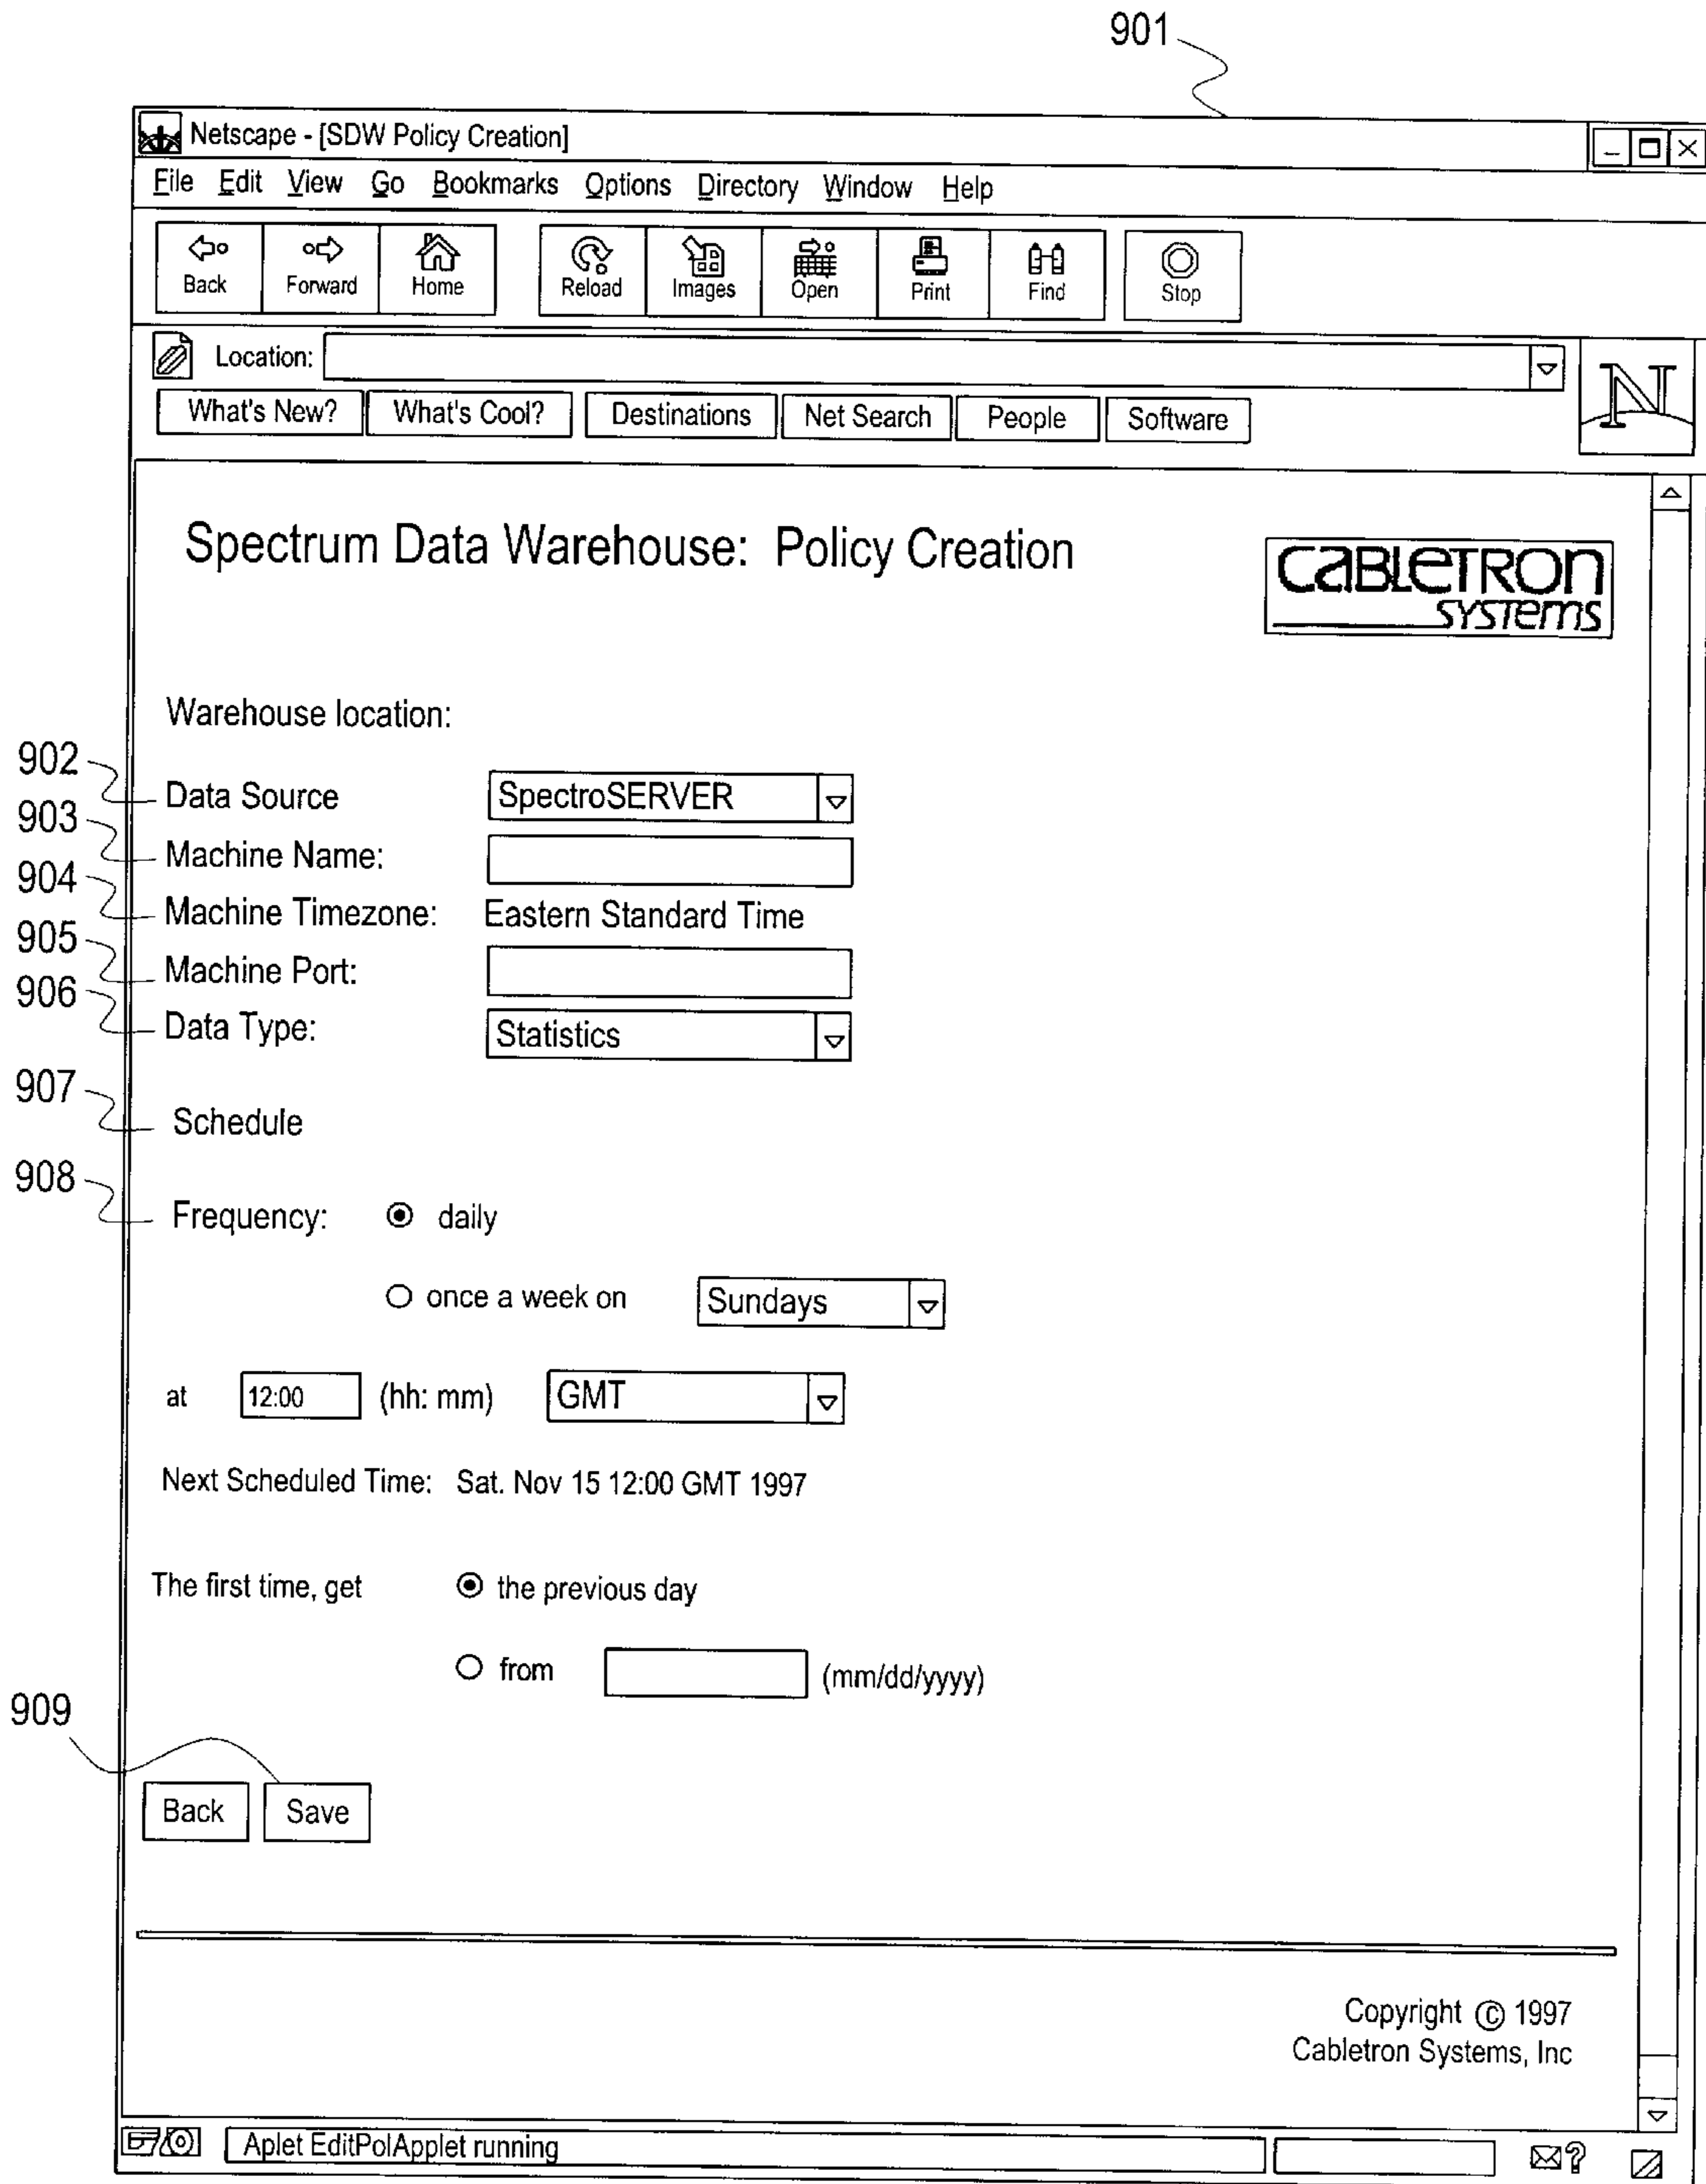 901
Netscape - [SDW Policy Creation]
File Edit View Go Bookmarks Options Directory Window Help
Back Forward Home Reload Images Open Print Find Stop
Location:
N
What's New? What's Cool? Destinations Net Search People Software
Spectrum Data Warehouse: Policy Creation
CABLETRON
SYSTEMS
Warehouse location:
902 Data Source SpectroSERVER
903 Machine Name:
904 Machine Timezone: Eastern Standard Time
905 Machine Port:
906 Data Type: Statistics
907 Schedule
908 Frequency: daily
once a week on Sundays
at 12:00 (hh: mm) GMT
Next Scheduled Time: Sat. Nov 15 12:00 GMT 1997
The first time, get the previous day
from (mm/dd/yyyy)
909
Back Save
Copyright © 1997
Cabletron Systems, Inc
Aplet EditPolApplet running
?